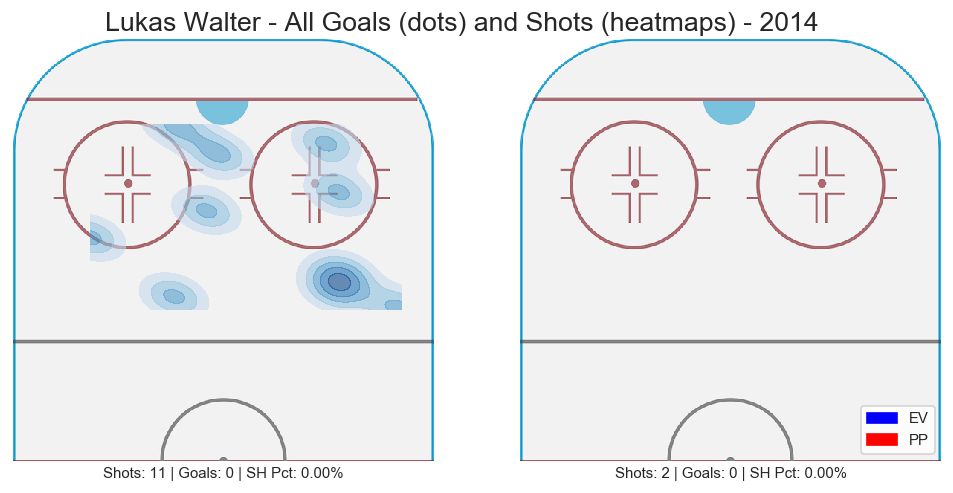 Lukas Walter - All Goals (dots) and Shots (heatmaps) - 2014
EV
PP
Shots: 11 | Goals: 0 | SH Pct: 0.00%
Shots: 2 | Goals: 0 | SH Pct: 0.00%